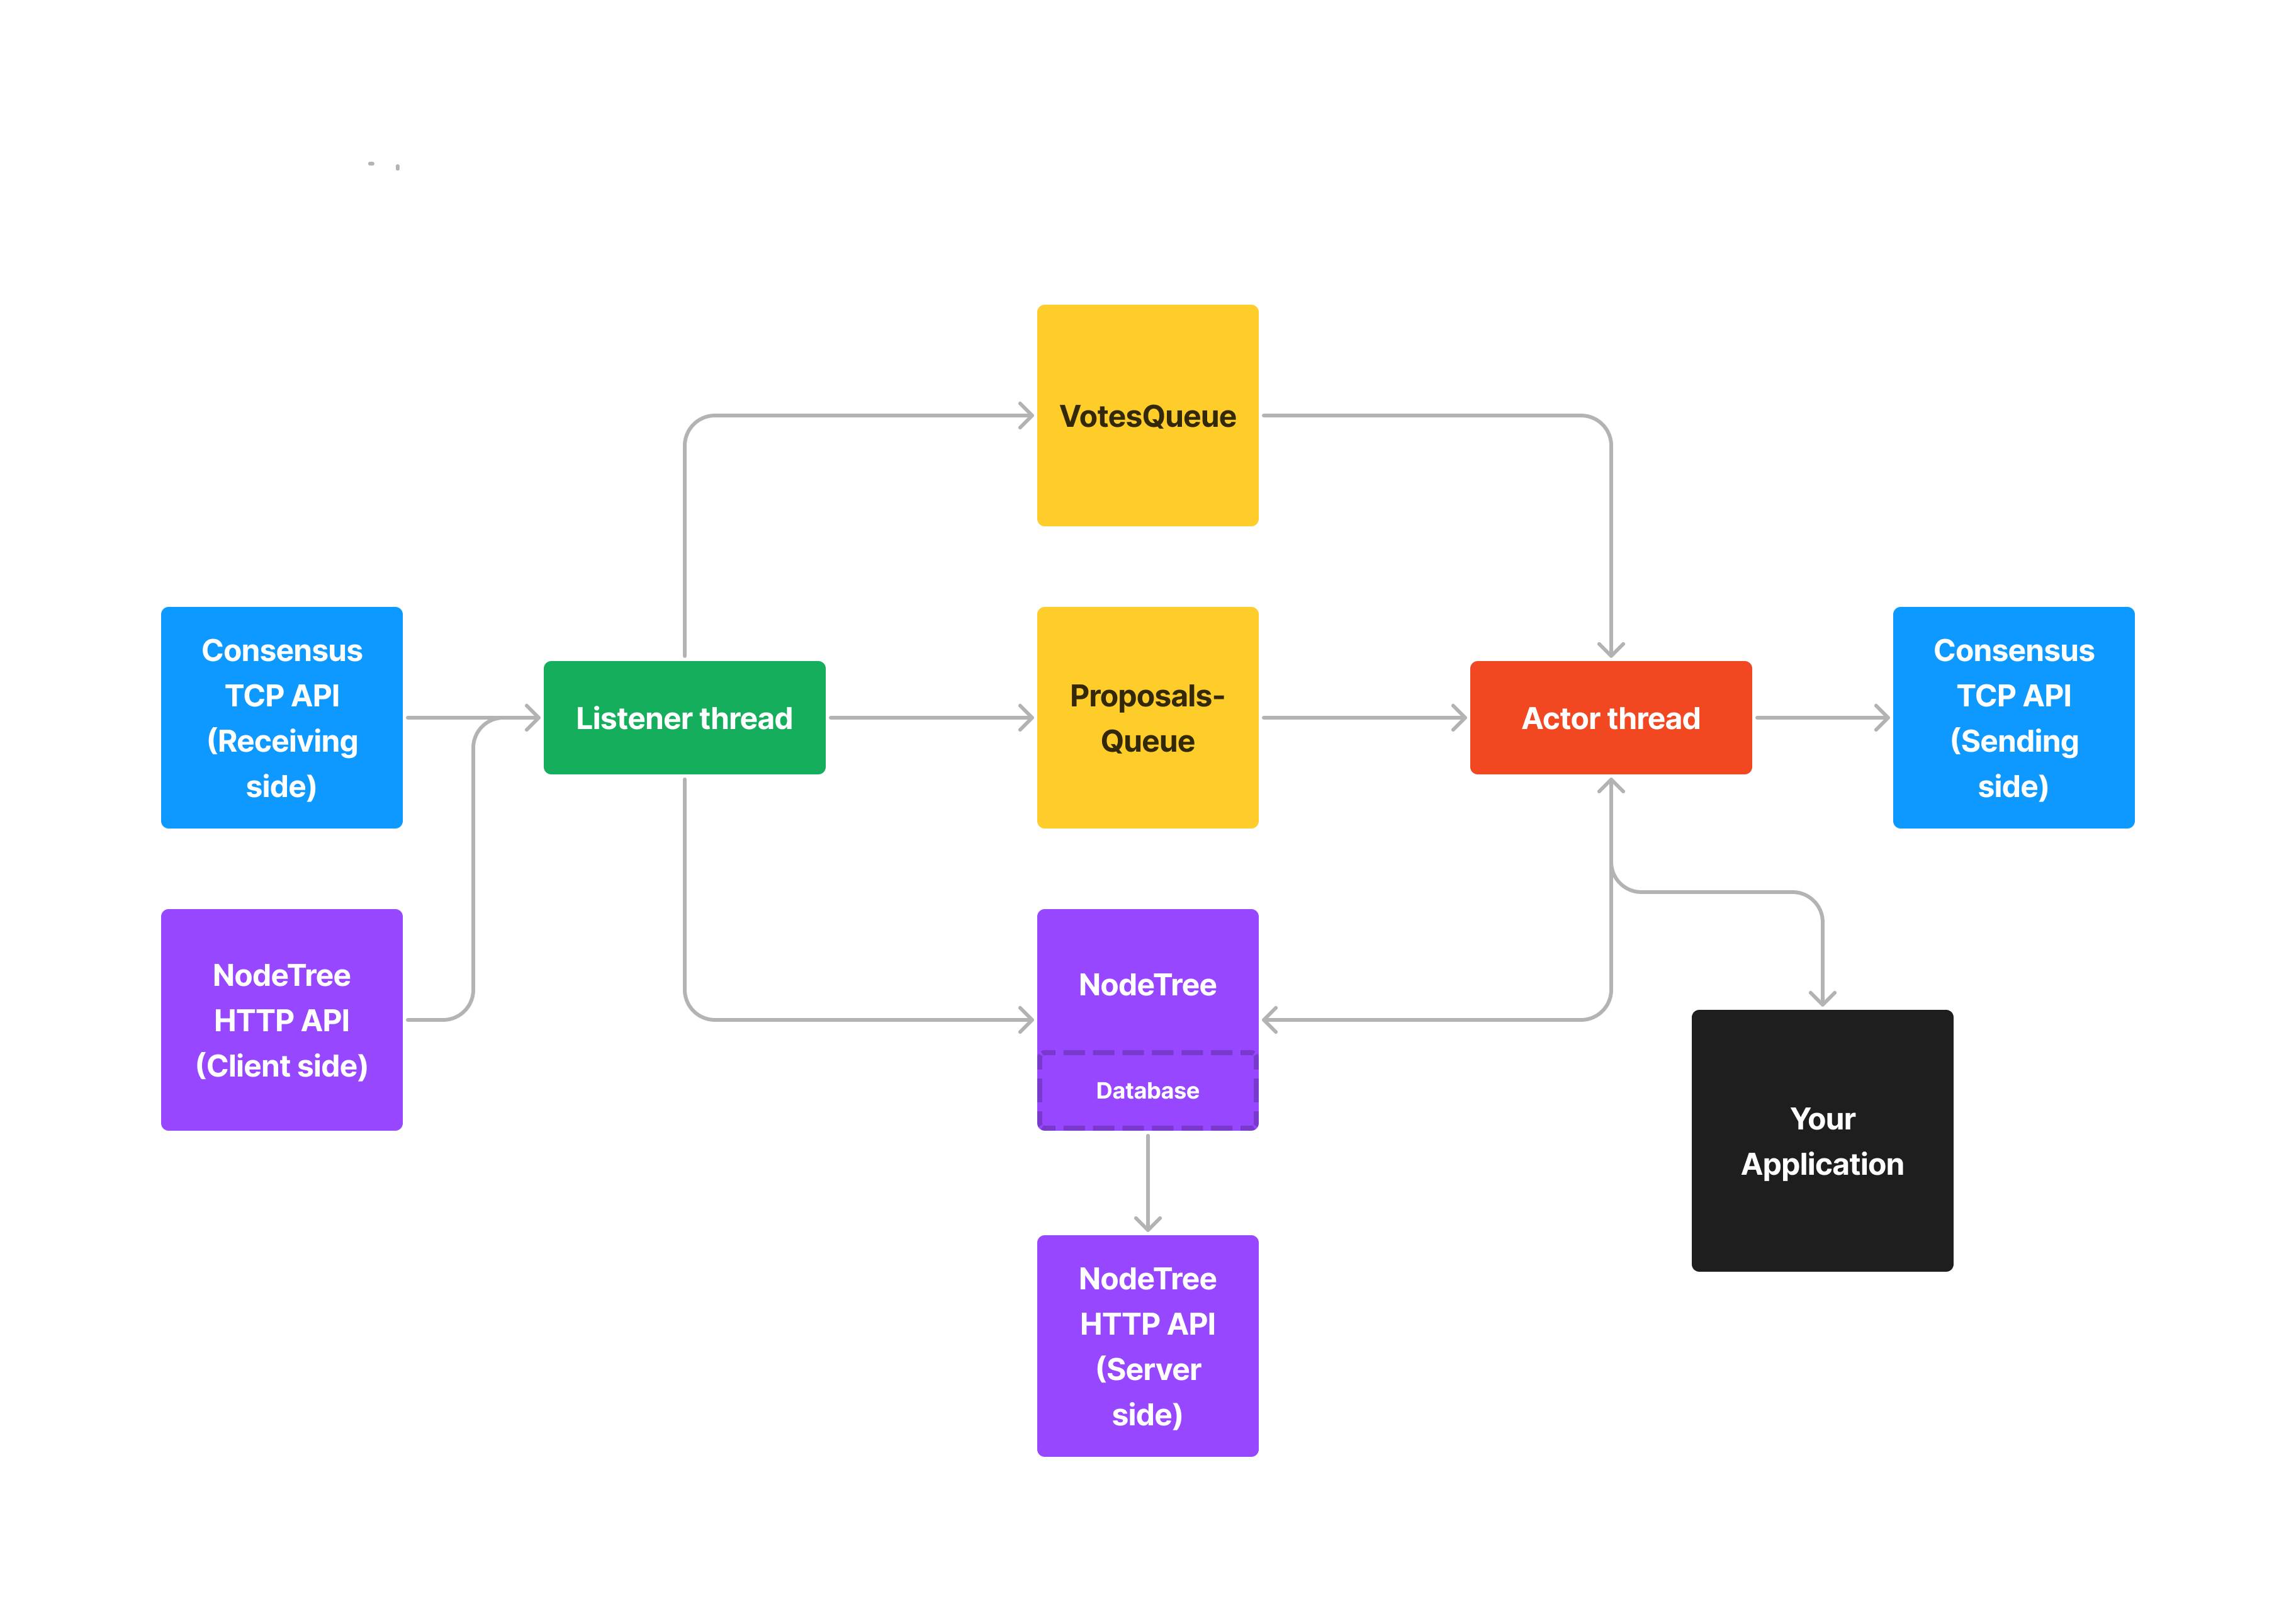 VotesQueue
Consensus
TCP API
(Receiving
side)
Listener thread
Proposals-
Queue
Actor thread
Consensus
TCP API
(Sending
side)
NodeTree
HTTP API
(Client side)
NodeTree
Database
Your
Application
NodeTree
HTTP API
(Server
side)